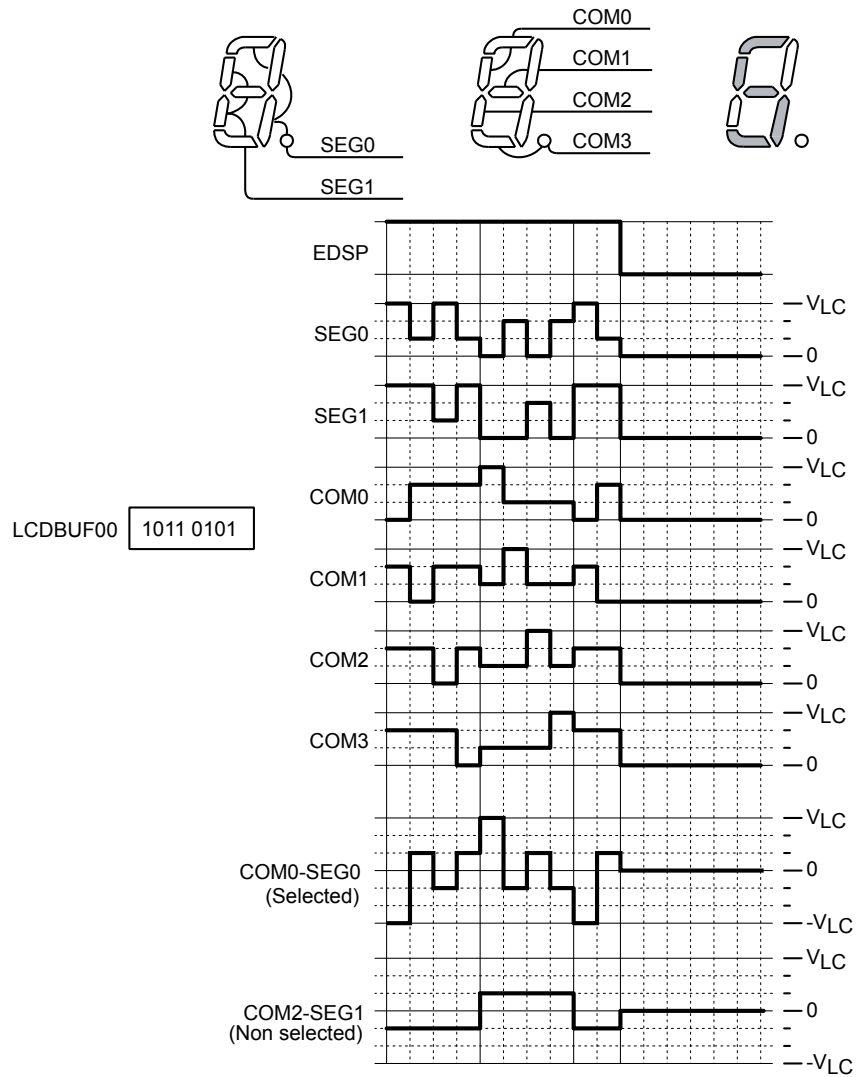 COM0
COM1
COM2
COM3
SEG0
SEG1
EDSP
SEG0
VLC
0
SEG1
VLC
0
COM0
VLC
0
LCDBUF00 1011 0101
COM1
VLC
0
COM2
VLC
0
COM3
VLC
0
COM0-SEG0
(Selected)
VLC
0
-VLC
COM2-SEG1
(Non selected)
VLC
0
-VLC